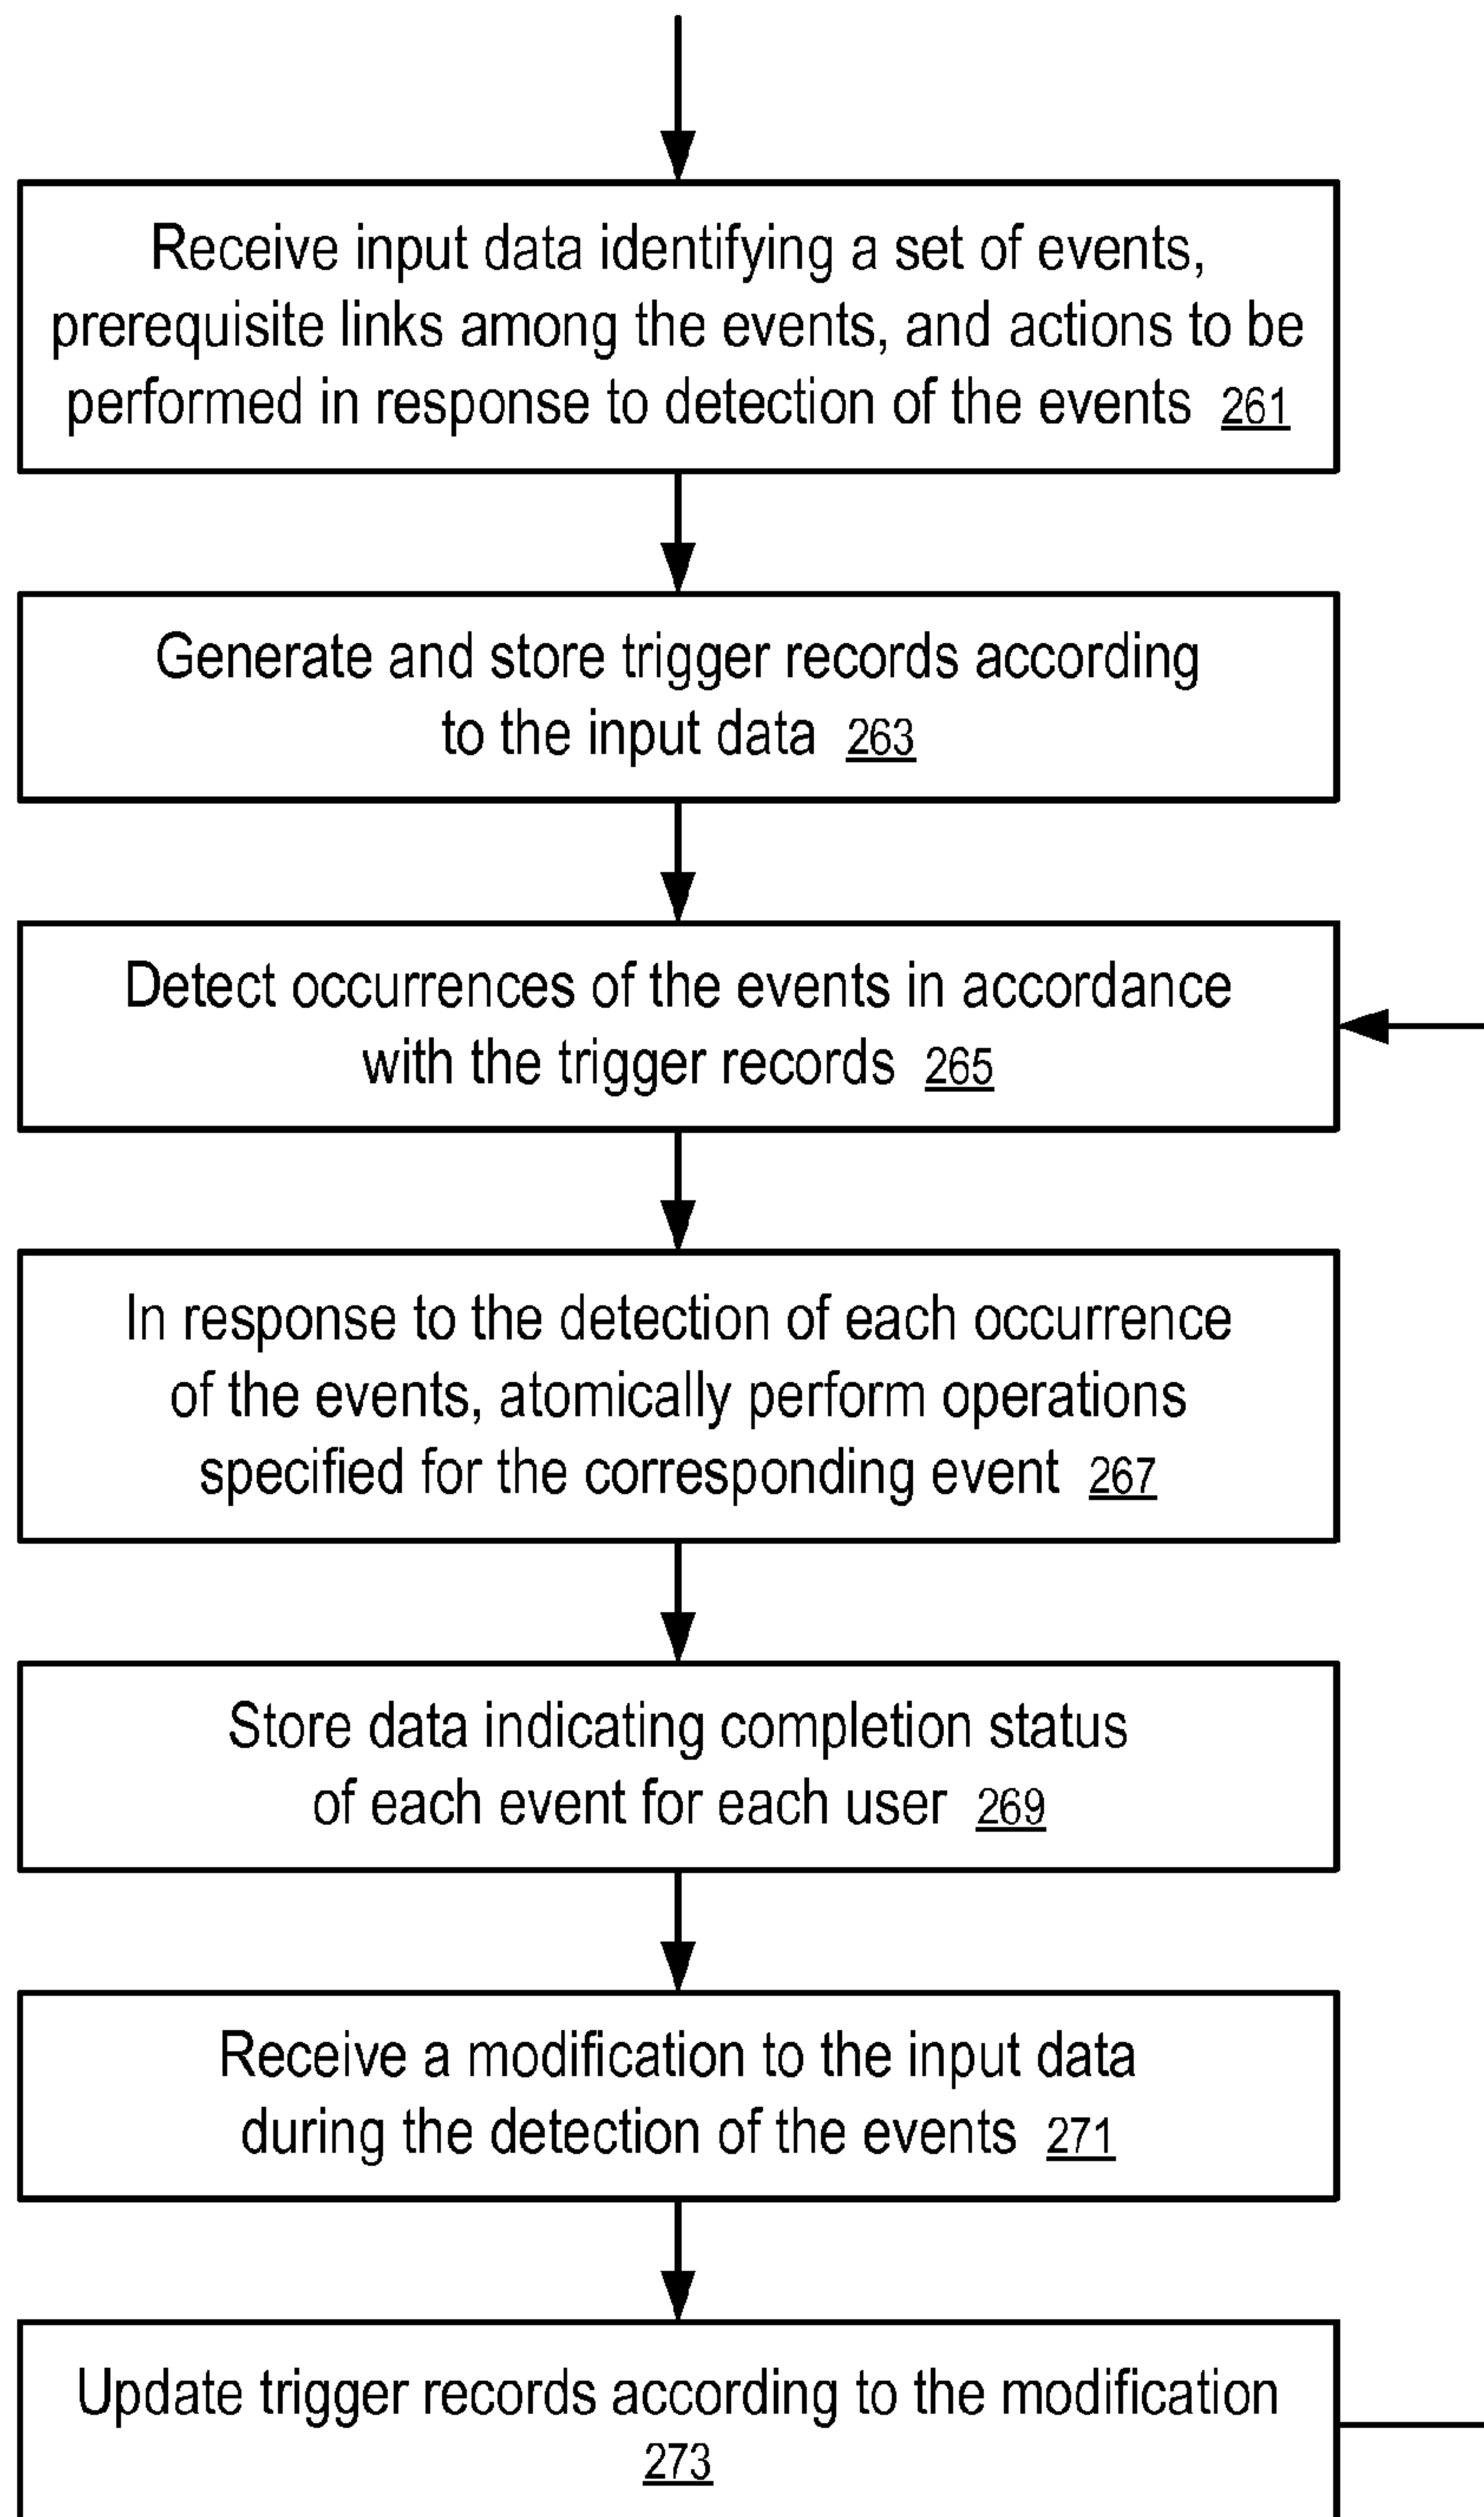 Receive input data identifying a set of events,
prerequisite links among the events, and actions to be
performed in response to detection of the events 261
Generate and store trigger records according
to the input data 263
Detect occurrences of the events in accordance
with the trigger records 265
In response to the detection of each occurrence
of the events, atomically perform operations
specified for the corresponding event 267
Store data indicating completion status
of each event for each user 269
Receive a modification to the input data
during the detection of the events 271
Update trigger records according to the modification
273